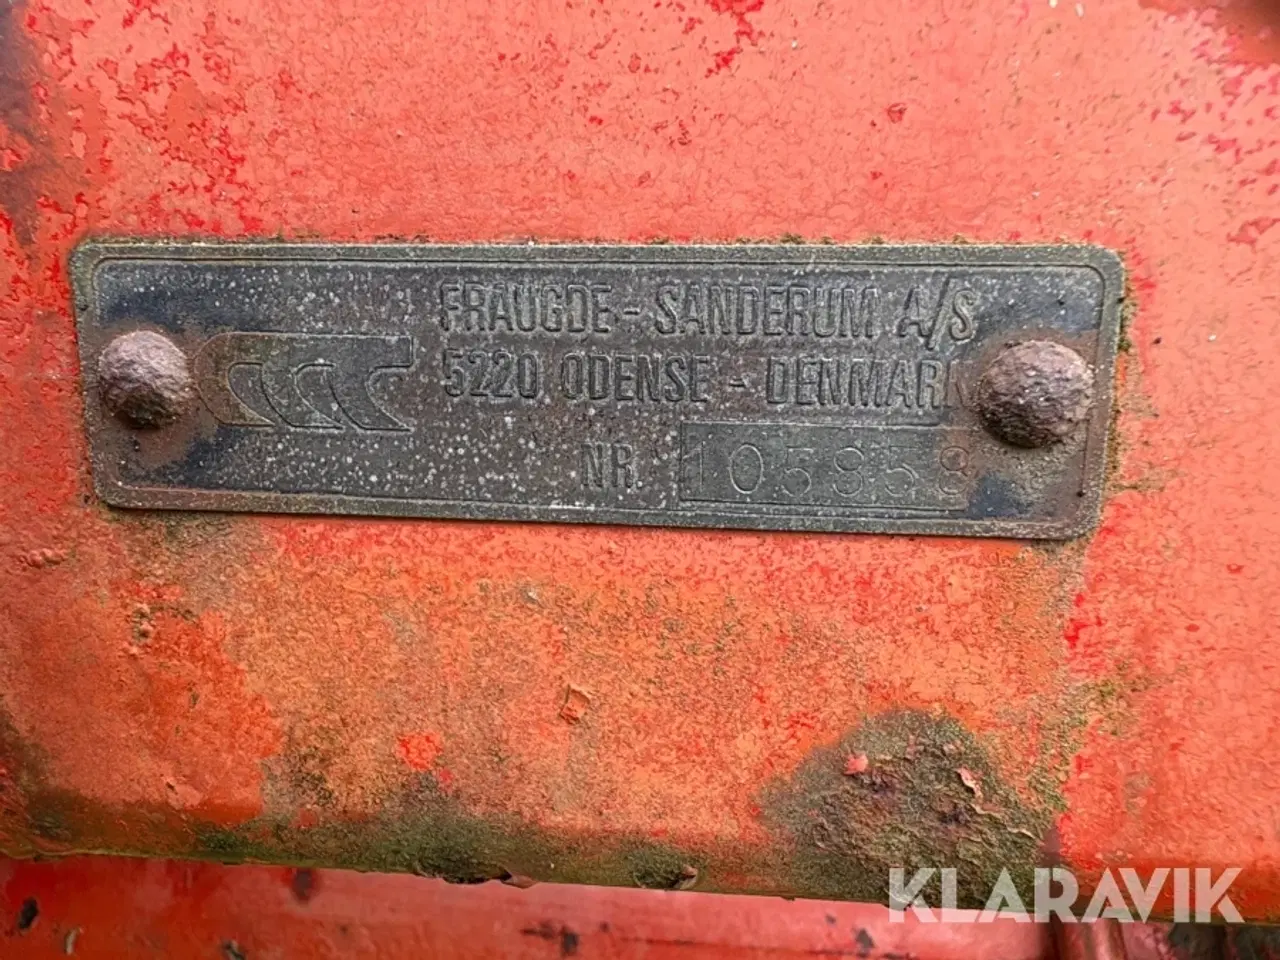 FRAUGDE - SANDERUM A/S
5220 ODENSE - DENMARK
NR. 105858
KLARAVIK